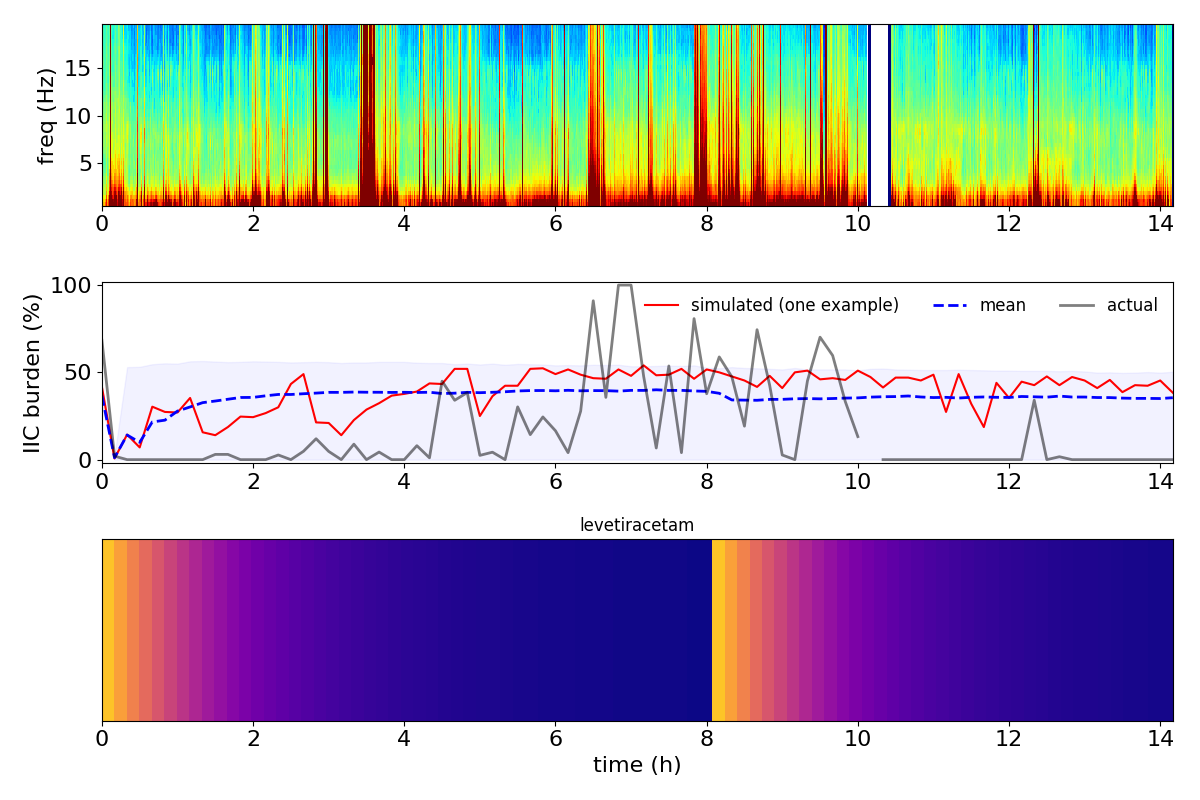 freq (Hz)
15
10
5
0 2 4 6 8 10 12 14
IIC burden (%)
100
50
0
simulated (one example) mean actual
0 2 4 6 8 10 12 14
levetiracetam
0 2 4 6 8 10 12 14
time (h)